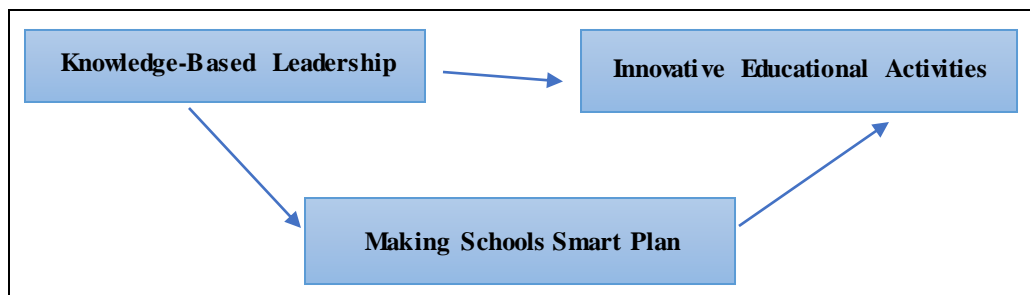 Knowledge-Based Leadership
Innovative Educational Activities
Making Schools Smart Plan